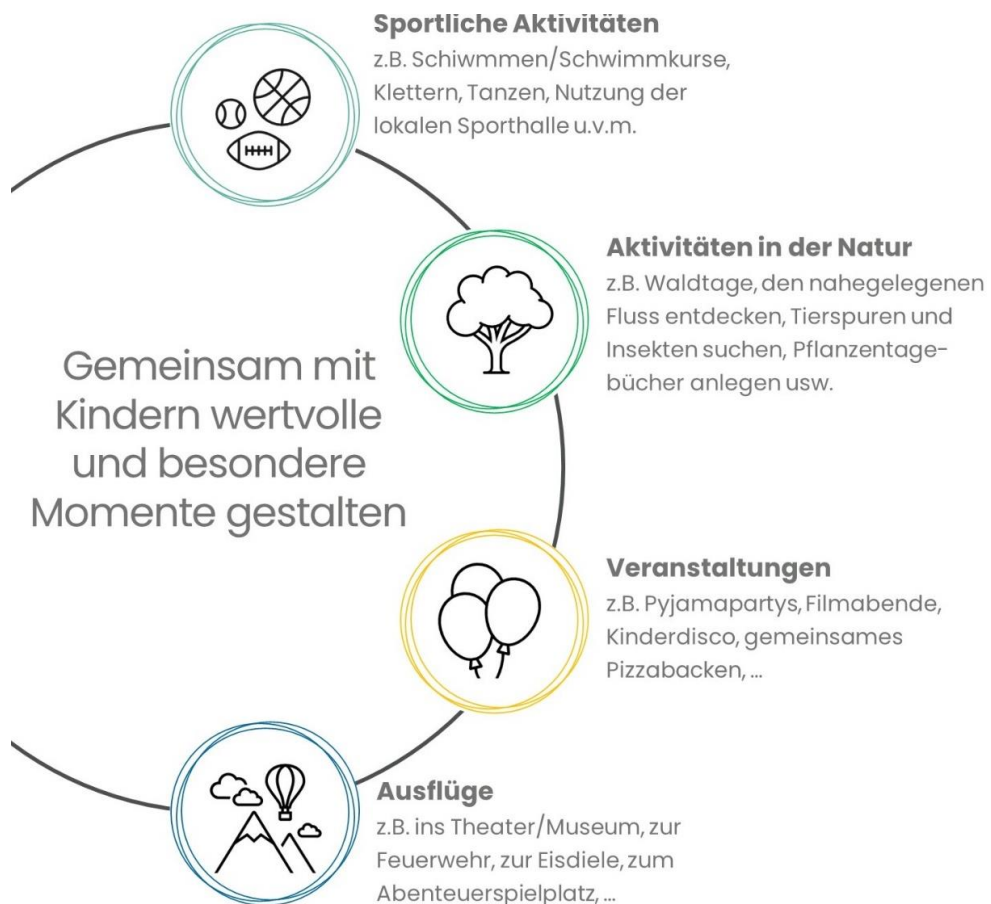 Sportliche Aktivitäten
z.B. Schiwmmen/Schwimmkurse,
Klettern, Tanzen, Nutzung der
lokalen Sporthalle u.v.m.
Aktivitäten in der Natur
z.B. Waldtage, den nahegelegenen
Fluss entdecken, Tierspuren und
Insekten suchen, Pflanzentage-
bücher anlegen usw.
Gemeinsam mit
Kindern wertvolle
und besondere
Momente gestalten
Veranstaltungen
z.B. Pyjamapartys, Filmabende,
Kinderdisco, gemeinsames
Pizzabacken, ...
Ausflüge
z.B. ins Theater/Museum, zur
Feuerwehr, zur Eisdiele, zum
Abenteuerspielplatz, ...